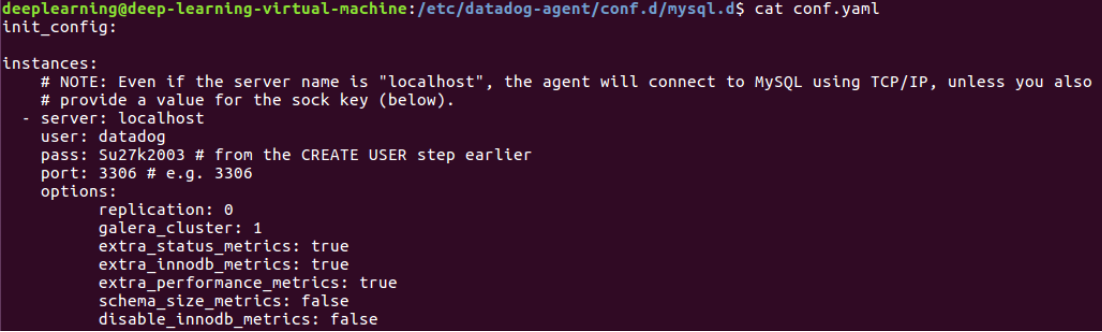 deeplearning@deep-learning-virtual-machine:/etc/datadog-agent/conf.d/mysql.d$ cat conf.yaml
init_config:

instances:
    # NOTE: Even if the server name is "localhost", the agent will connect to MySQL using TCP/IP, unless you also
    # provide a value for the sock key (below).
  - server: localhost
    user: datadog
    pass: Su27k2003 # from the CREATE USER step earlier
    port: 3306 # e.g. 3306
    options:
          replication: 0
          galera_cluster: 1
          extra_status_metrics: true
          extra_innodb_metrics: true
          extra_performance_metrics: true
          schema_size_metrics: false
          disable_innodb_metrics: false